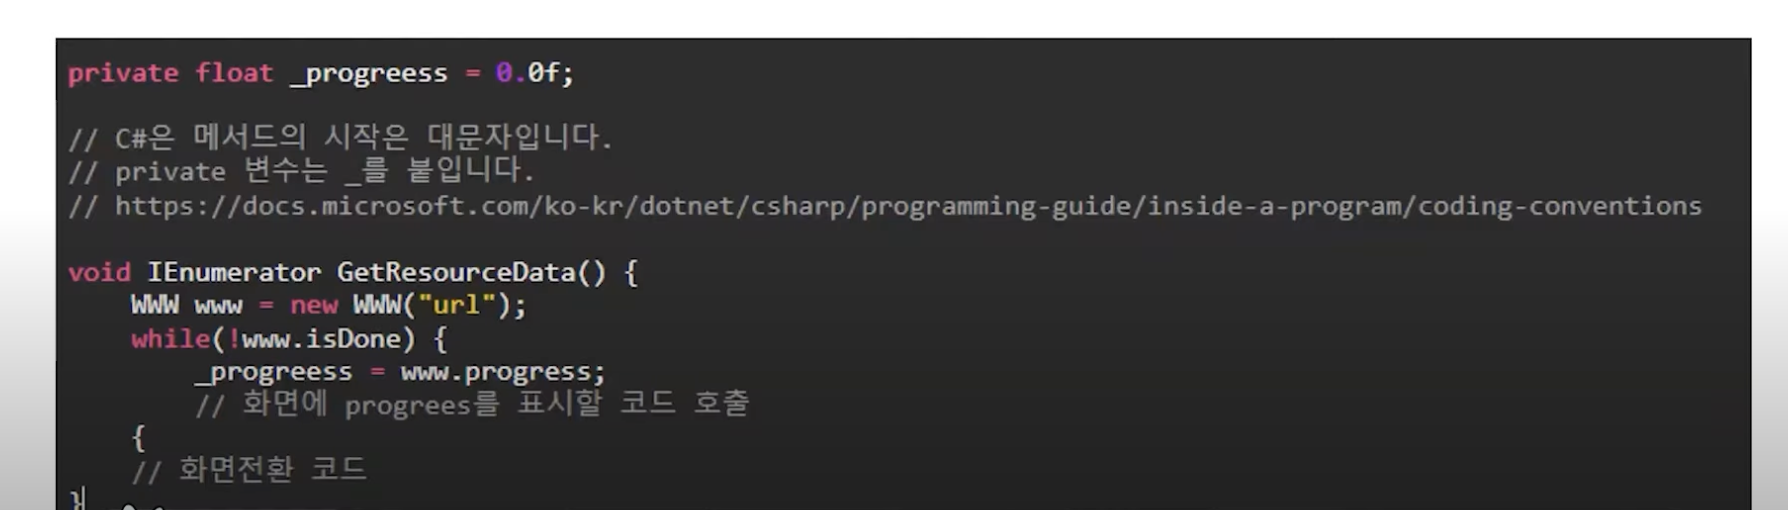 private float _progreess = 0.0f;
// C#은 메서드의 시작은 대문자입니다.
// private 변수는 _를 붙입니다.
// https://docs.microsoft.com/ko-kr/dotnet/csharp/programming-guide/inside-a-program/coding-conventions
void IEnumerator GetResourceData() {
WWW www = new WWW("url");
while(!www.isDone) {
_progreess = www.progress;
// 화면에 progrees를 표시할 코드 호출
{
// 화면전환 코드
}